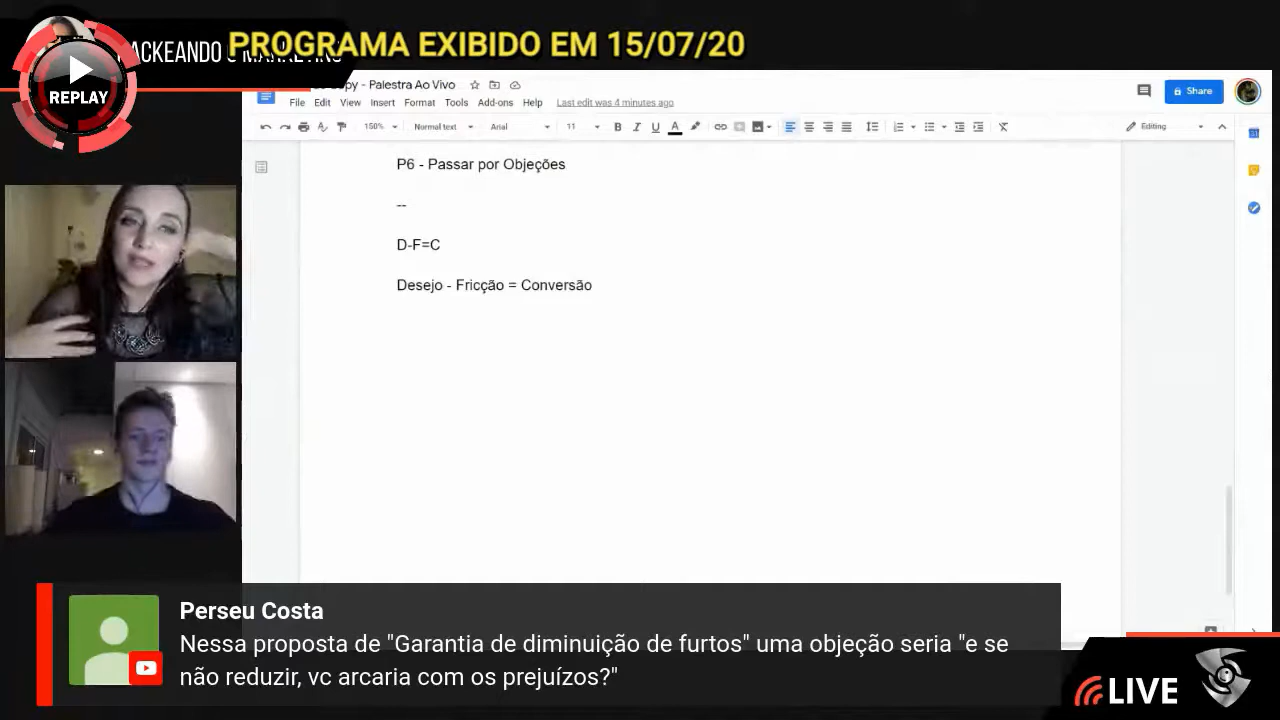 PROGRAMA EXIBIDO EM 15/07/20
REPLAY
Copy - Palestra Ao Vivo
File Edit View Insert Format Tools Add-ons Help Last edit was 4 minutes ago
Share
150% Normal text Arial 11 B I U A Editing
P6 - Passar por Objeções
--
D-F=C
Desejo - Fricção = Conversão
Perseu Costa
Nessa proposta de "Garantia de diminuição de furtos" uma objeção seria "e se
não reduzir, vc arcaria com os prejuízos?"
LIVE